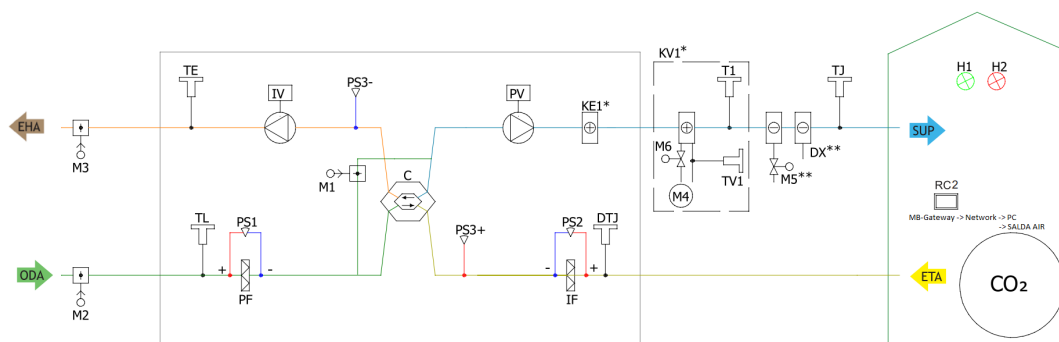 KV1*
H1
H2
TE
IV
PS3-
PV
KE1*
T1
TJ
EHA
SUP
M3
M1
M6
DX**
M5**
TV1
M4
C
RC2
MB-Gateway -> Network -> PC
-> SALDA AIR
TL
PS1
PS3+
PS2
DTJ
ODA
+
-
-
+
ETA
CO₂
M2
PF
IF